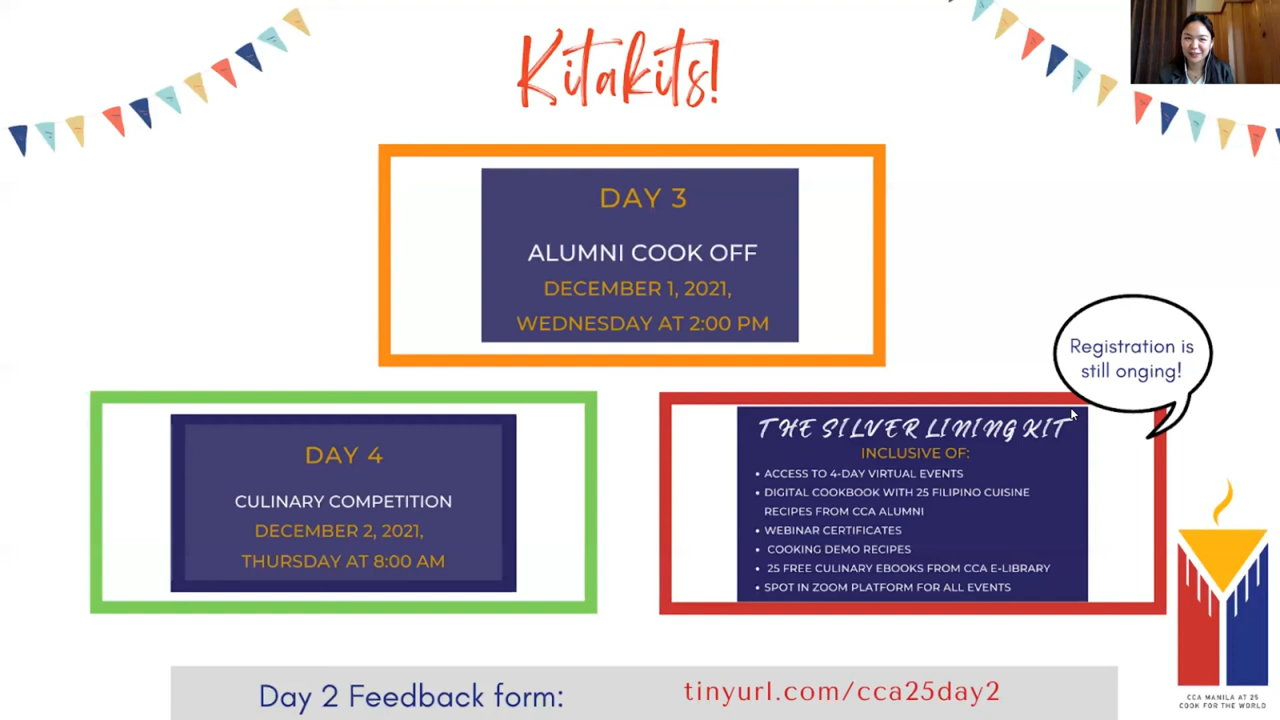 Kitakits!
DAY 3
ALUMNI COOK OFF
DECEMBER 1, 2021,
WEDNESDAY AT 2:00 PM
Registration is
still onging!
DAY 4
CULINARY COMPETITION
DECEMBER 2, 2021,
THURSDAY AT 8:00 AM
THE SILVER LINING KIT
INCLUSIVE OF:
• ACCESS TO 4-DAY VIRTUAL EVENTS
• DIGITAL COOKBOOK WITH 25 FILIPINO CUISINE
RECIPES FROM CCA ALUMNI
• WEBINAR CERTIFICATES
• COOKING DEMO RECIPES
• 25 FREE CULINARY EBOOKS FROM CCA E-LIBRARY
• SPOT IN ZOOM PLATFORM FOR ALL EVENTS
Day 2 Feedback form:
tinyurl.com/cca25day2
CCA MANILA AT 25
COOK FOR THE WORLD